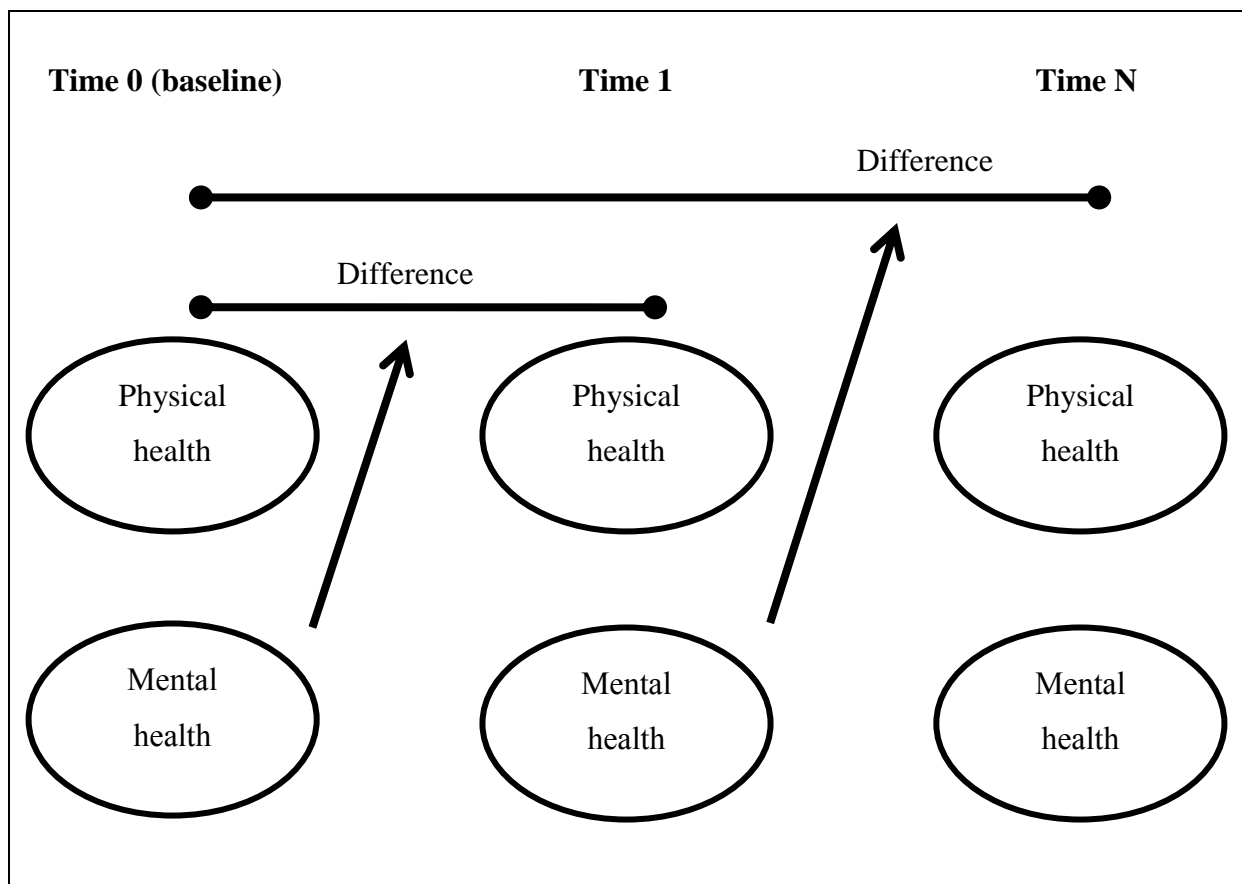 Time 0 (baseline)
Time 1
Time N
Difference
Difference
Physical
health
Physical
health
Physical
health
Mental
health
Mental
health
Mental
health